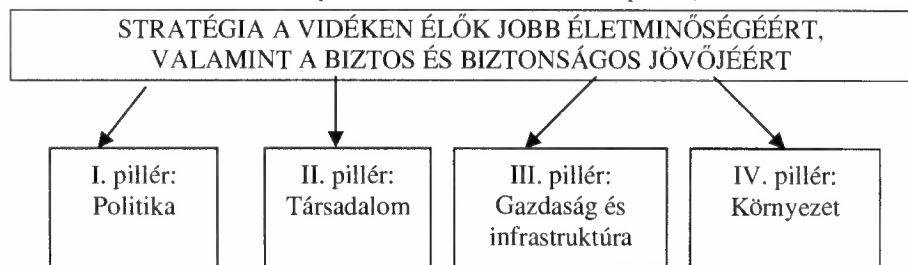 STRATÉGIA A VIDÉKEN ÉLŐK JOBB ÉLETMINŐSÉGÉÉRT,
VALAMINT A BIZTOS ÉS BIZTONSÁGOS JÖVŐJÉÉRT
I. pillér:
Politika
II. pillér:
Társadalom
III. pillér:
Gazdaság és
infrastruktúra
IV. pillér:
Környezet